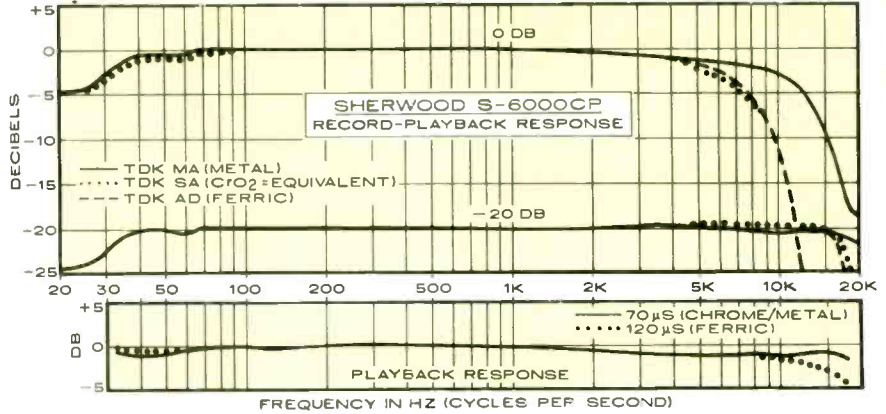 +5
0 DB
0
−5
SHERWOOD S-6000CP
RECORD-PLAYBACK RESPONSE
−10
DECIBELS
TDK MA (METAL)
−15
TDK SA (CrO2=EQUIVALENT)
TDK AD (FERRIC)
−20 DB
−20
−25
20 50 100 200 500 1K 2K 5K 10K 20K
+5
70µS (CHROME/METAL)
120µS (FERRIC)
DB
0
PLAYBACK RESPONSE
−5
FREQUENCY IN HZ (CYCLES PER SECOND)